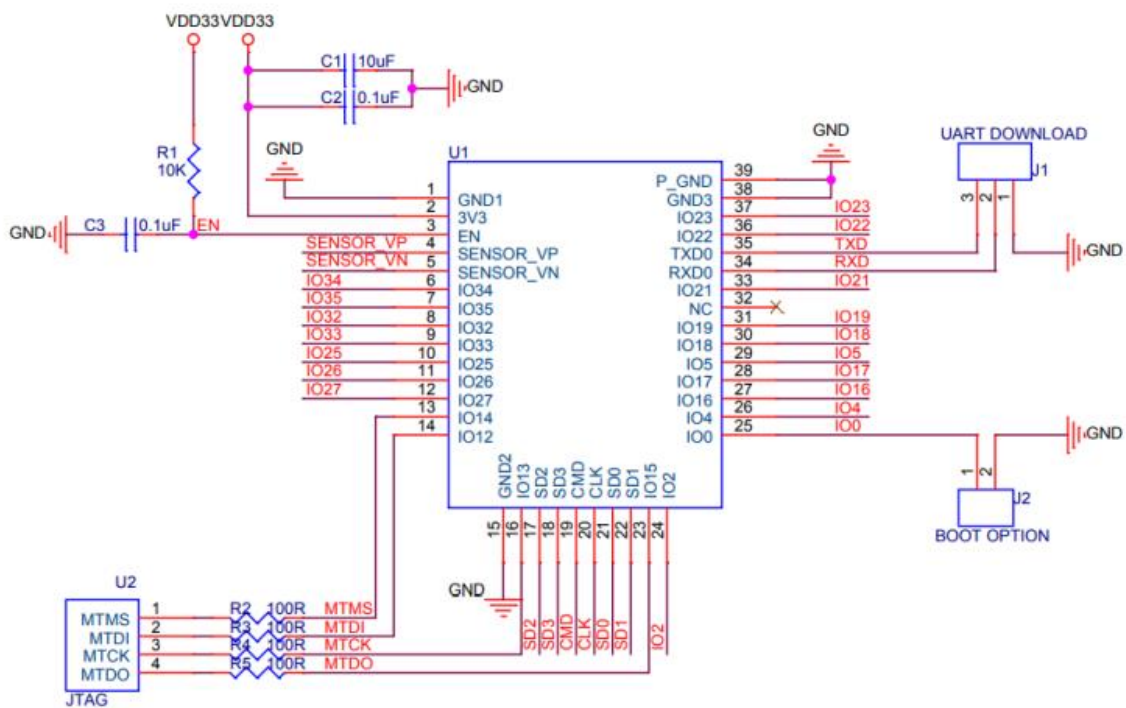 VDD33 VDD33
C1 10uF
GND
C2 0.1uF
R1
10K
GND
GND
C3 0.1uF EN
U1
1 GND1
2 3V3
3 EN
SENSOR_VP 4 SENSOR_VP
SENSOR_VN 5 SENSOR_VN
IO34 6 IO34
IO35 7 IO35
IO32 8 IO32
IO33 9 IO33
IO25 10 IO25
IO26 11 IO26
IO27 12 IO27
13 IO14
14 IO12
GND
P_GND 39
GND3 38
IO23 37 IO23
IO22 36 IO22
TXD0 35 TXD
RXD0 34 RXD
IO21 33 IO21
NC 32
IO19 31 IO19
IO18 30 IO18
IO5 29 IO5
IO17 28 IO17
IO16 27 IO16
IO4 26 IO4
IO0 25 IO0
UART DOWNLOAD
J1
3 2 1
GND
GND
1 2
J2
BOOT OPTION
GND2 IO13 SD2 SD3 CMD CLK SD0 SD1 IO15 IO2
15 16 17 18 19 20 21 22 23 24
GND
SD2 SD3 CMD CLK SD0 SD1 IO2
U2
MTMS 1 R2 100R MTMS
MTDI 2 R3 100R MTDI
MTCK 3 R4 100R MTCK
MTDO 4 R5 100R MTDO
JTAG